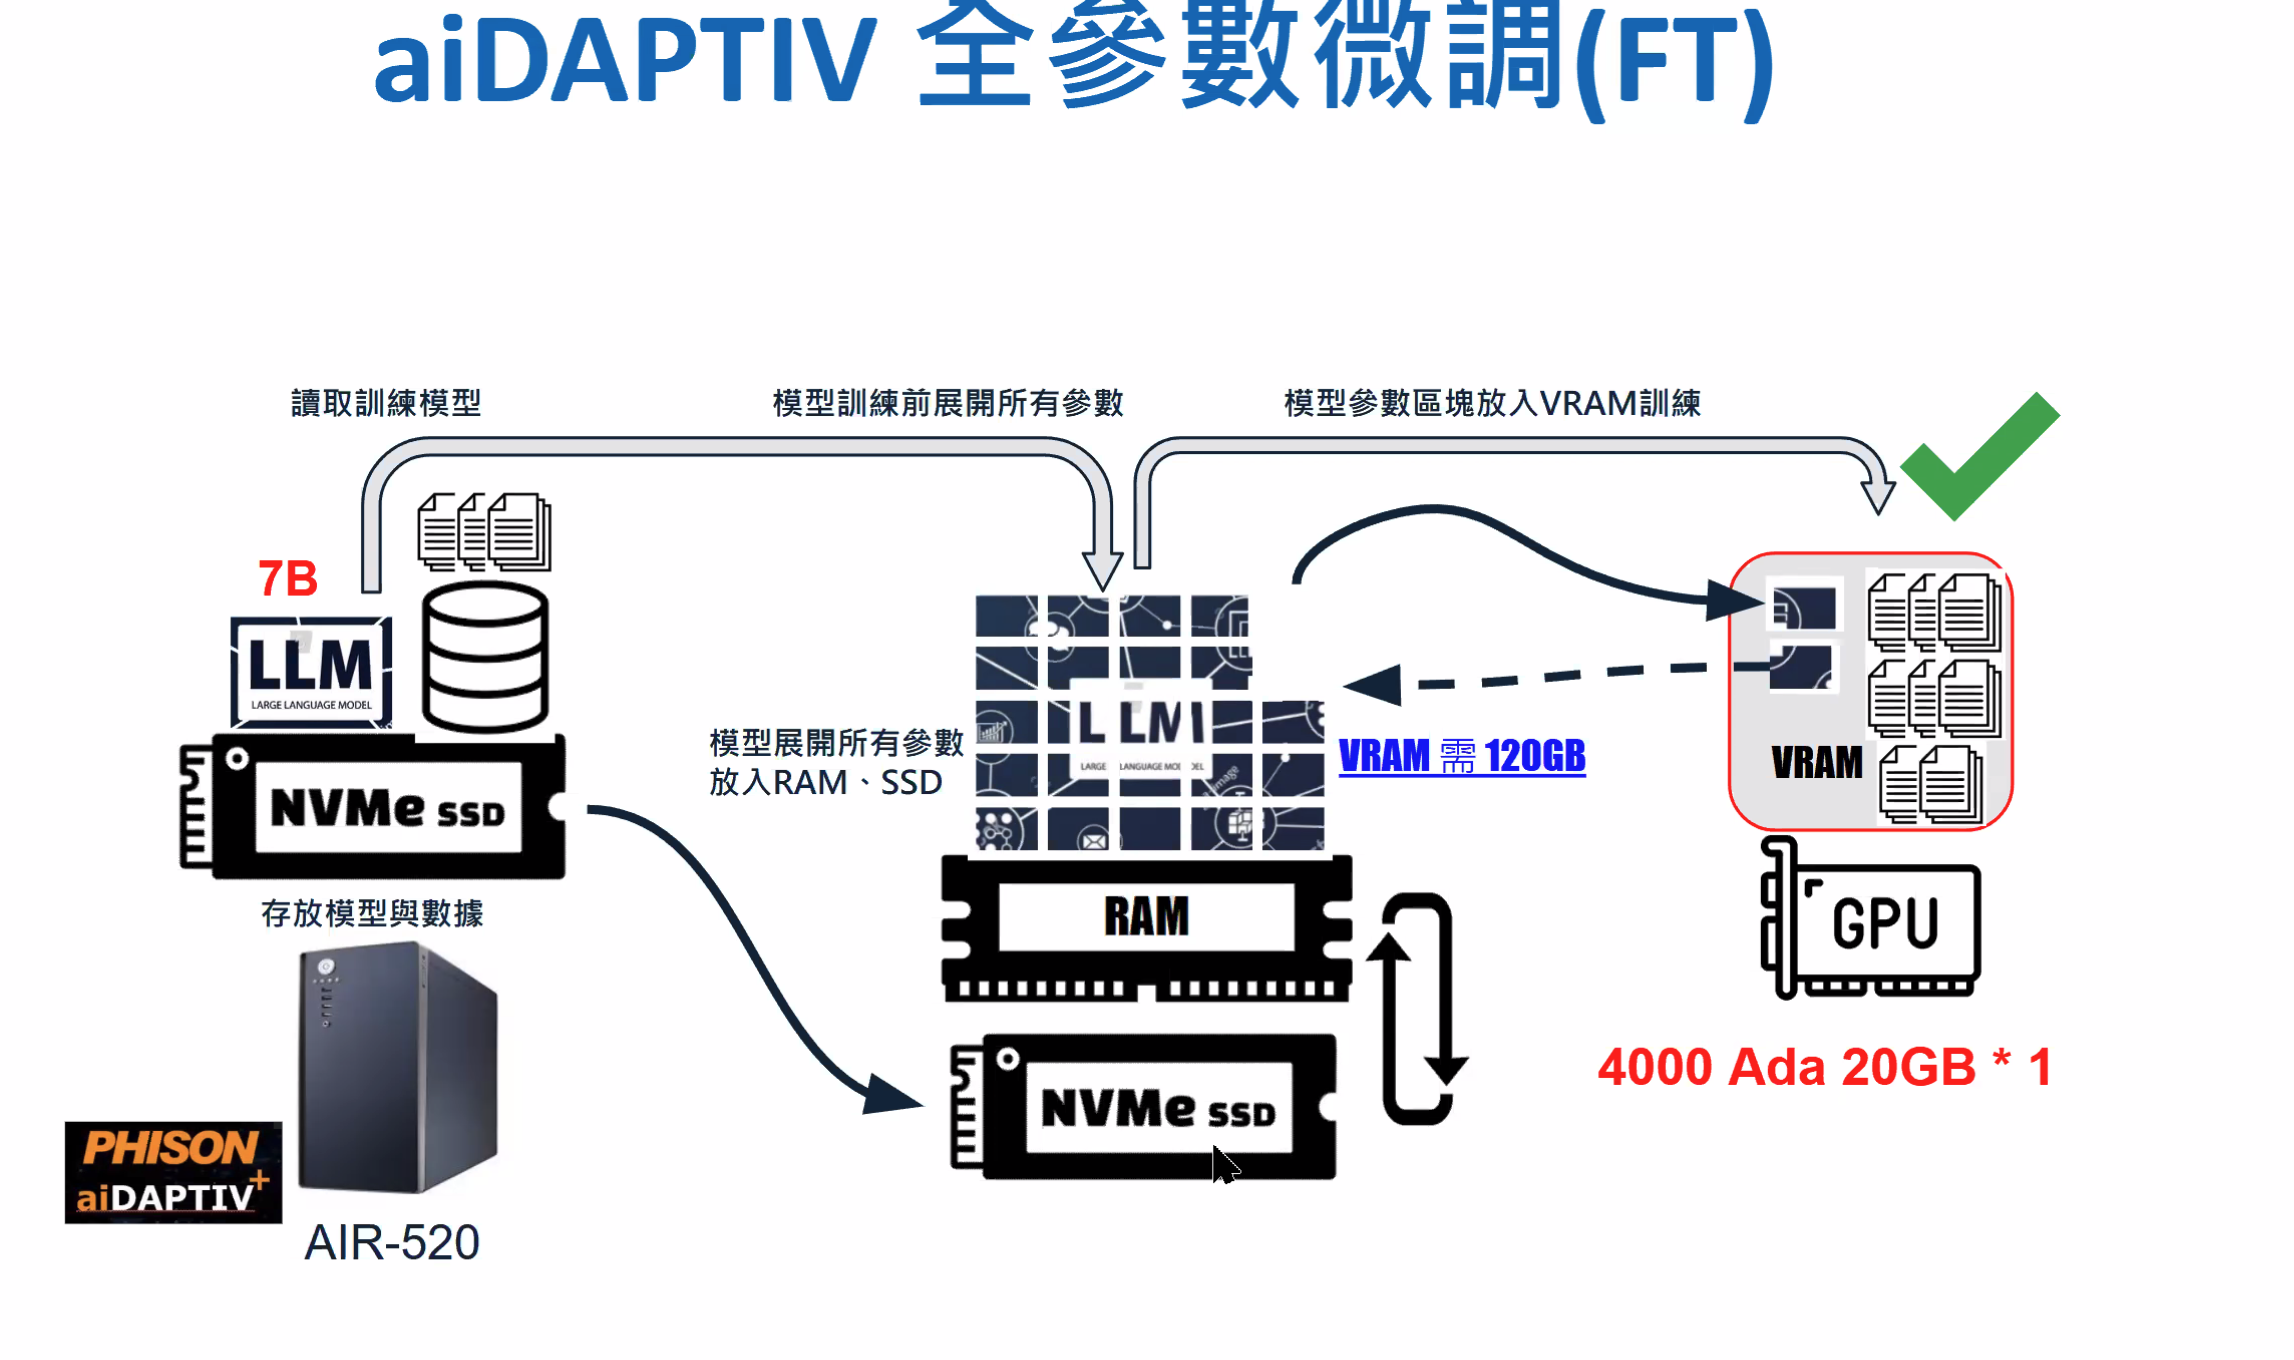 aiDAPTIV 全參數微調(FT)
讀取訓練模型
模型訓練前展開所有參數
模型參數區塊放入VRAM訓練
7B
LLM
LARGE LANGUAGE MODEL
NVMe SSD
存放模型與數據
模型展開所有參數
放入RAM、SSD
LLM
LARGE LANGUAGE MODEL
VRAM 需 120GB
VRAM
RAM
GPU
NVMe SSD
4000 Ada 20GB * 1
PHISON
aiDAPTIV+
AIR-520